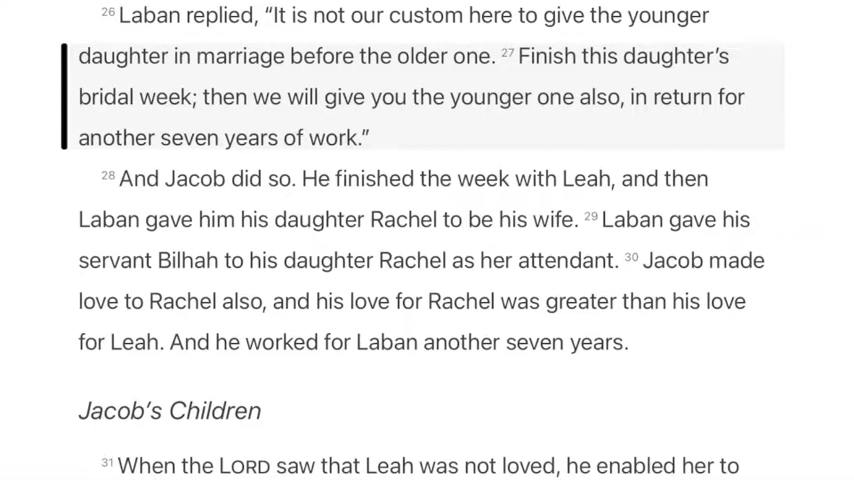 26 Laban replied, “It is not our custom here to give the younger
daughter in marriage before the older one. 27 Finish this daughter’s
bridal week; then we will give you the younger one also, in return for
another seven years of work.”
28 And Jacob did so. He finished the week with Leah, and then
Laban gave him his daughter Rachel to be his wife. 29 Laban gave his
servant Bilhah to his daughter Rachel as her attendant. 30 Jacob made
love to Rachel also, and his love for Rachel was greater than his love
for Leah. And he worked for Laban another seven years.
Jacob’s Children
31 When the LORD saw that Leah was not loved, he enabled her to